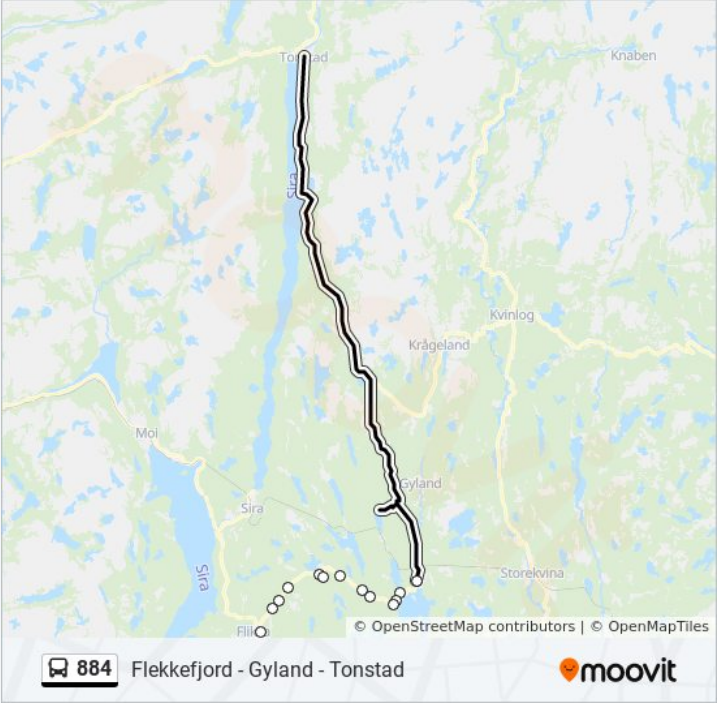 Tonstad
Knaben
Sira
Kvinlog
Krågeland
Moi
Gyland
Sira
Sira
Storekvina
© OpenStreetMap contributors | © OpenMapTiles
884 Flekkefjord - Gyland - Tonstad
moovit